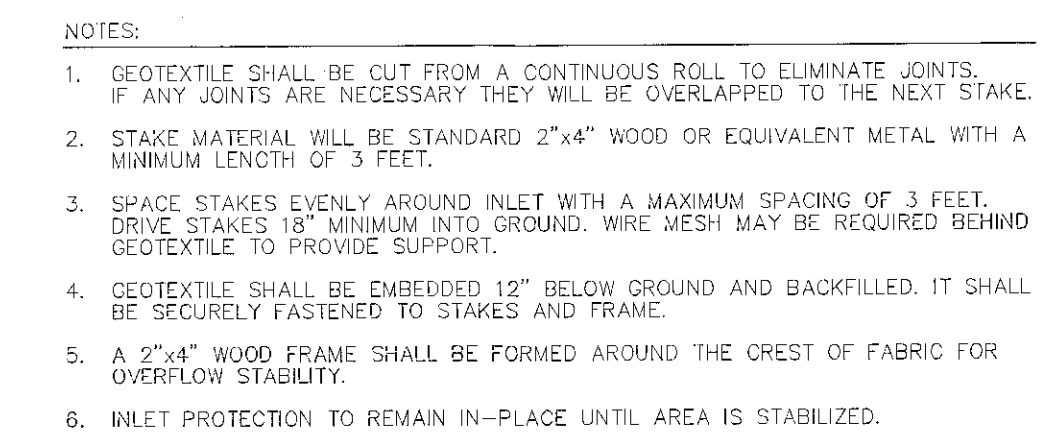 NOTES:
1. GEOTEXTILE SHALL BE CUT FROM A CONTINUOUS ROLL TO ELIMINATE JOINTS.
IF ANY JOINTS ARE NECESSARY THEY WILL BE OVERLAPPED TO THE NEXT STAKE.
2. STAKE MATERIAL WILL BE STANDARD 2"x4" WOOD OR EQUIVALENT METAL WITH A
MINIMUM LENGTH OF 3 FEET.
3. SPACE STAKES EVENLY AROUND INLET WITH A MAXIMUM SPACING OF 3 FEET.
DRIVE STAKES 18" MINIMUM INTO GROUND. WIRE MESH MAY BE REQUIRED BEHIND
GEOTEXTILE TO PROVIDE SUPPORT.
4. GEOTEXTILE SHALL BE EMBEDDED 12" BELOW GROUND AND BACKFILLED. IT SHALL
BE SECURELY FASTENED TO STAKES AND FRAME.
5. A 2"x4" WOOD FRAME SHALL BE FORMED AROUND THE CREST OF FABRIC FOR
OVERFLOW STABILITY.
6. INLET PROTECTION TO REMAIN IN-PLACE UNTIL AREA IS STABILIZED.